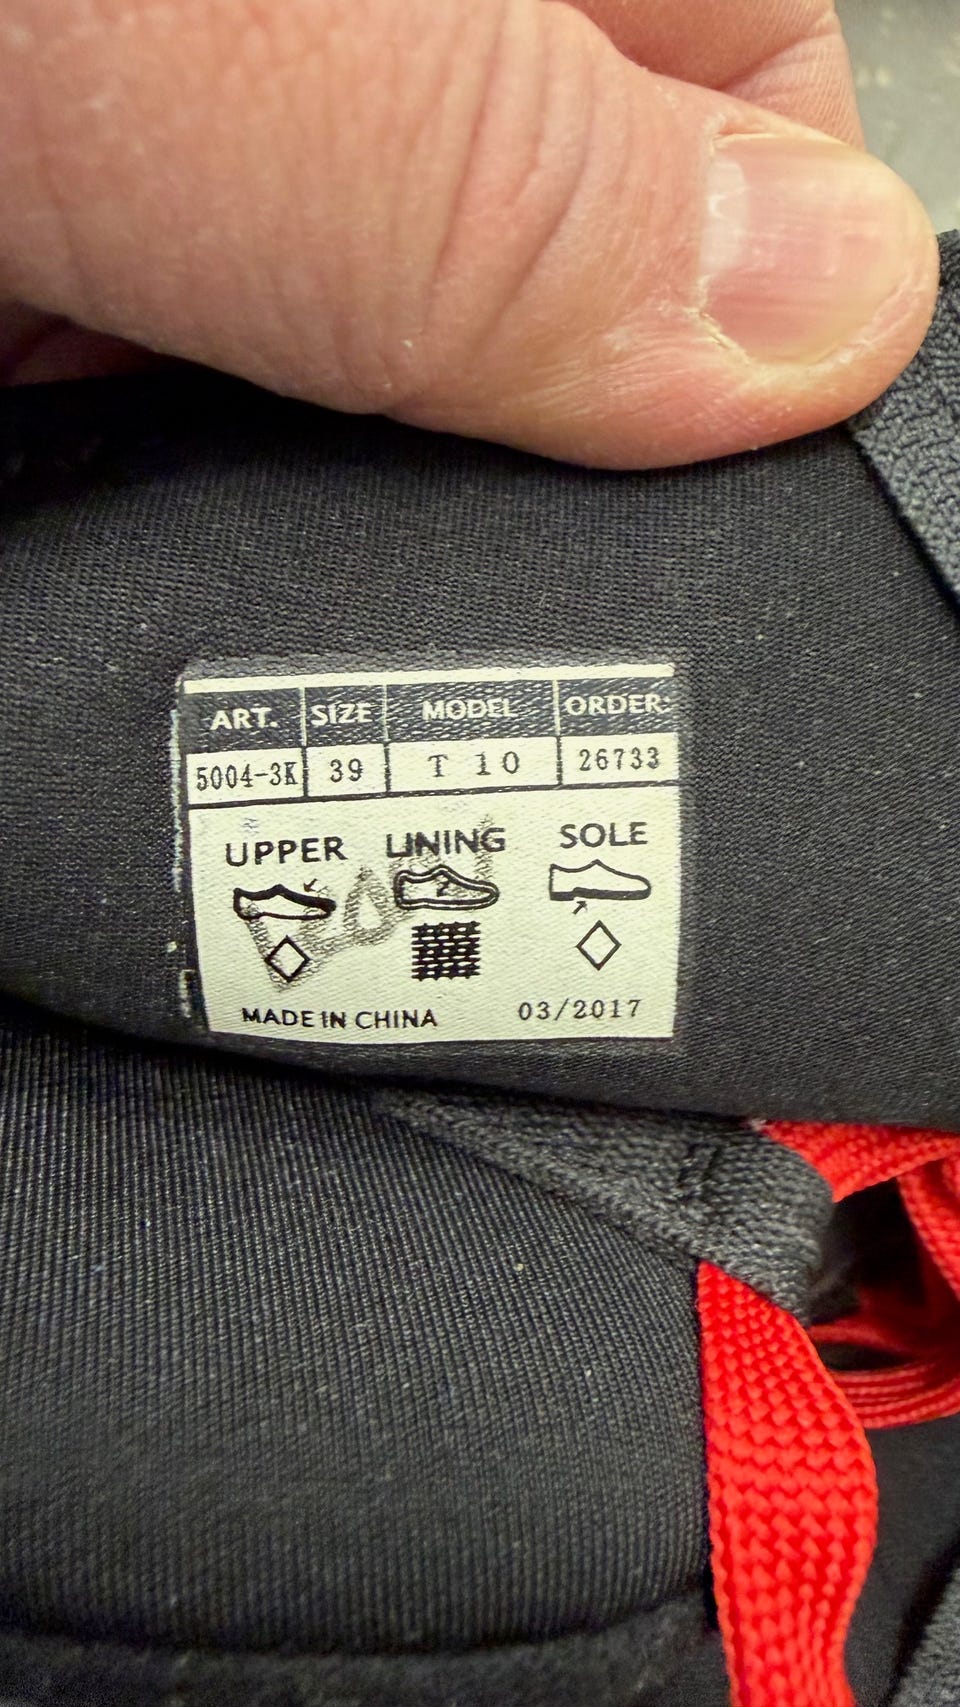 ART. SIZE MODEL ORDER:
5004-3K 39 T 10 26733
UPPER LINING SOLE
MADE IN CHINA 03/2017